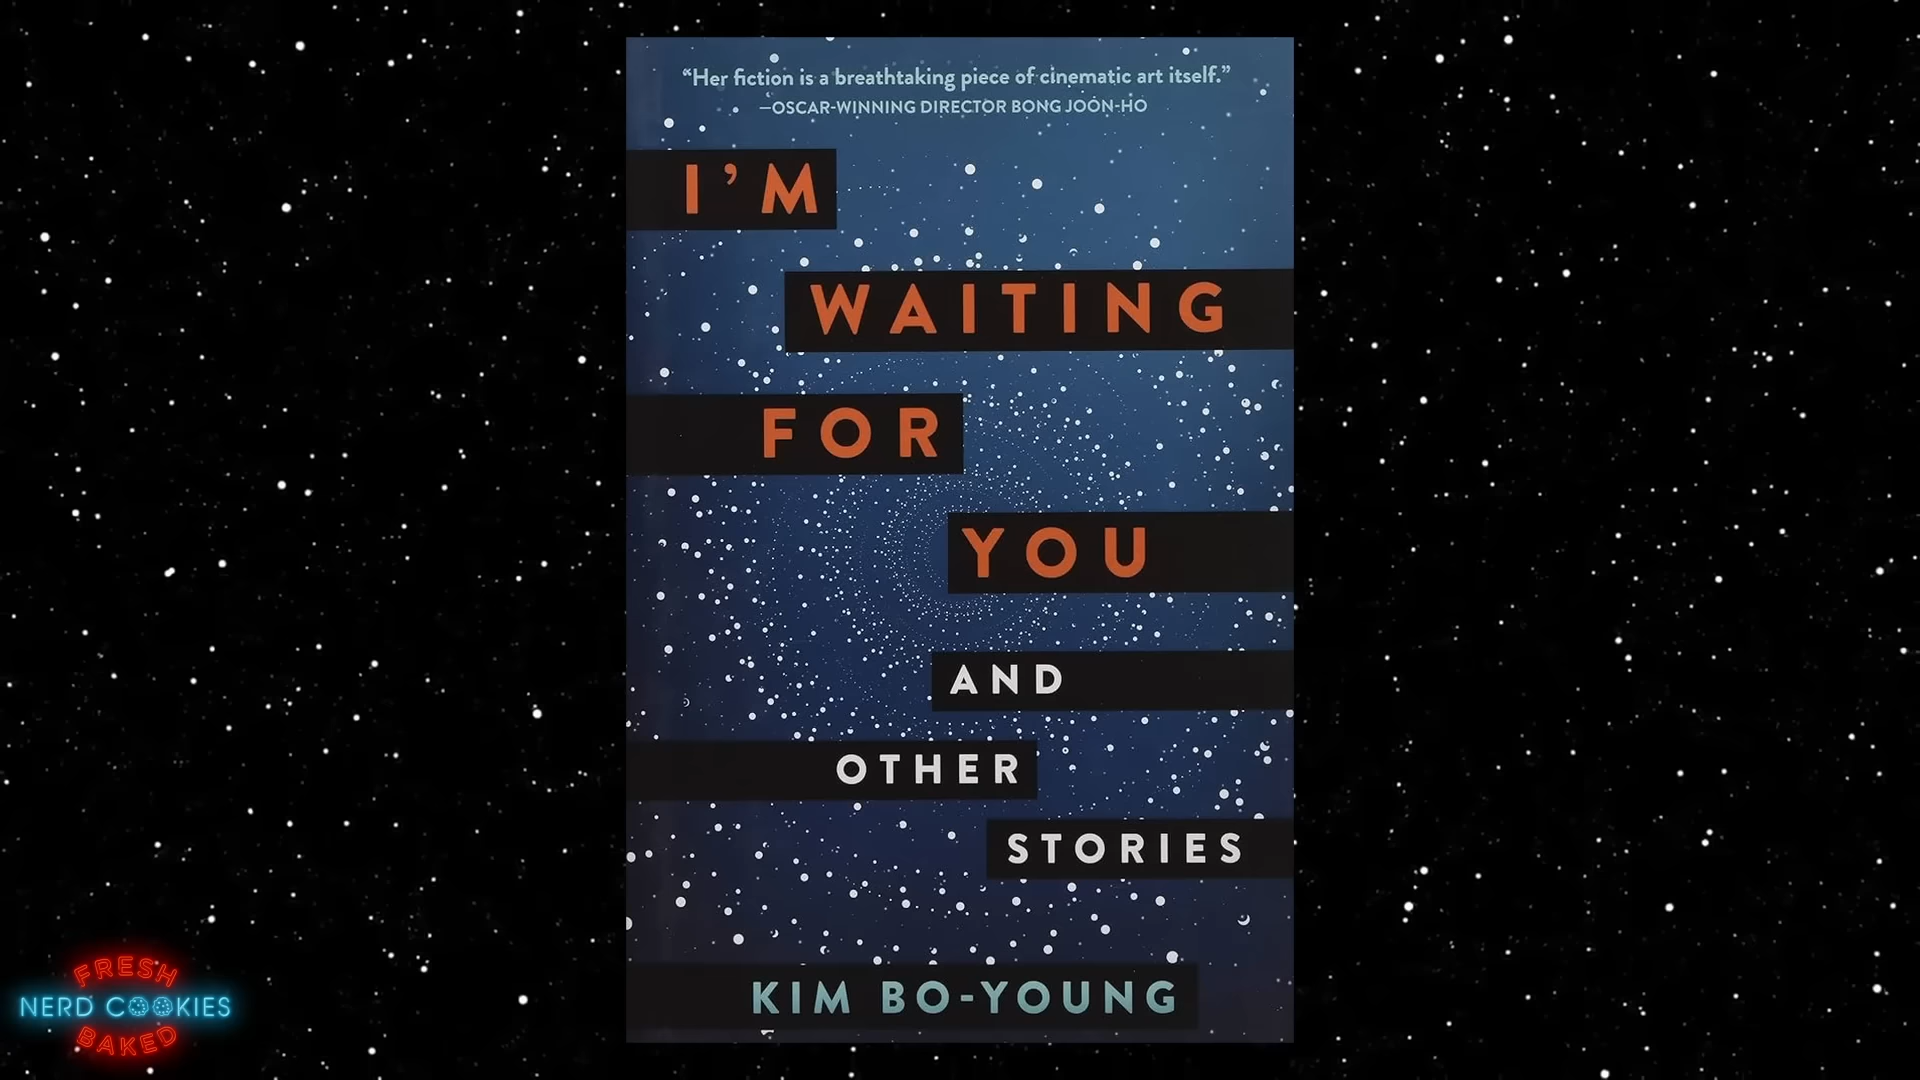 “Her fiction is a breathtaking piece of cinematic art itself.”
—OSCAR-WINNING DIRECTOR BONG JOON-HO
I’M
WAITING
FOR
YOU
AND
OTHER
STORIES
KIM BO-YOUNG
FRESH
NERD COOKIES
BAKED